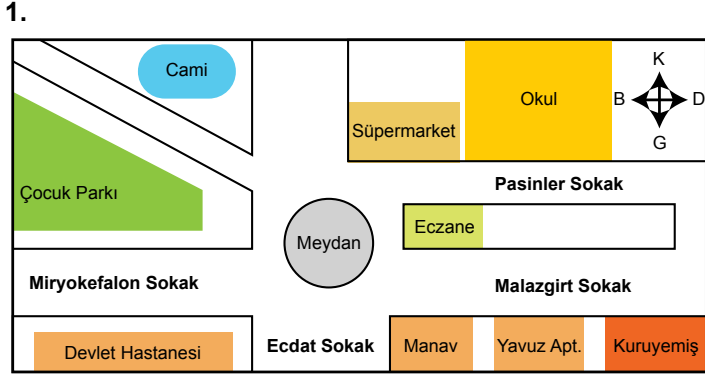 1.
Cami
K
Okul
B
D
Süpermarket
G
Pasinler Sokak
Çocuk Parkı
Eczane
Meydan
Miryokefalon Sokak
Malazgirt Sokak
Devlet Hastanesi
Ecdat Sokak
Manav
Yavuz Apt.
Kuruyemiş